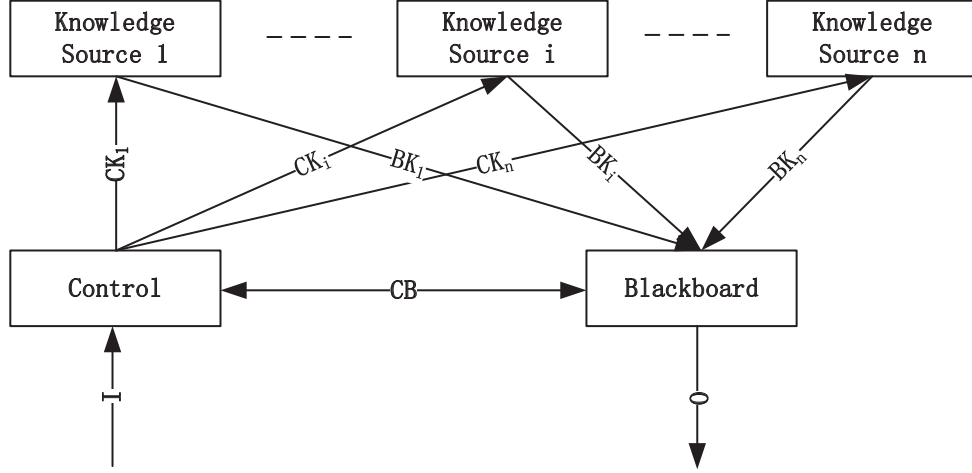 Knowledge
Source 1
Knowledge
Source i
Knowledge
Source n
CK₁
CKᵢ
BK₁
CKₙ
BKᵢ
BKₙ
Control
CB
Blackboard
I
O